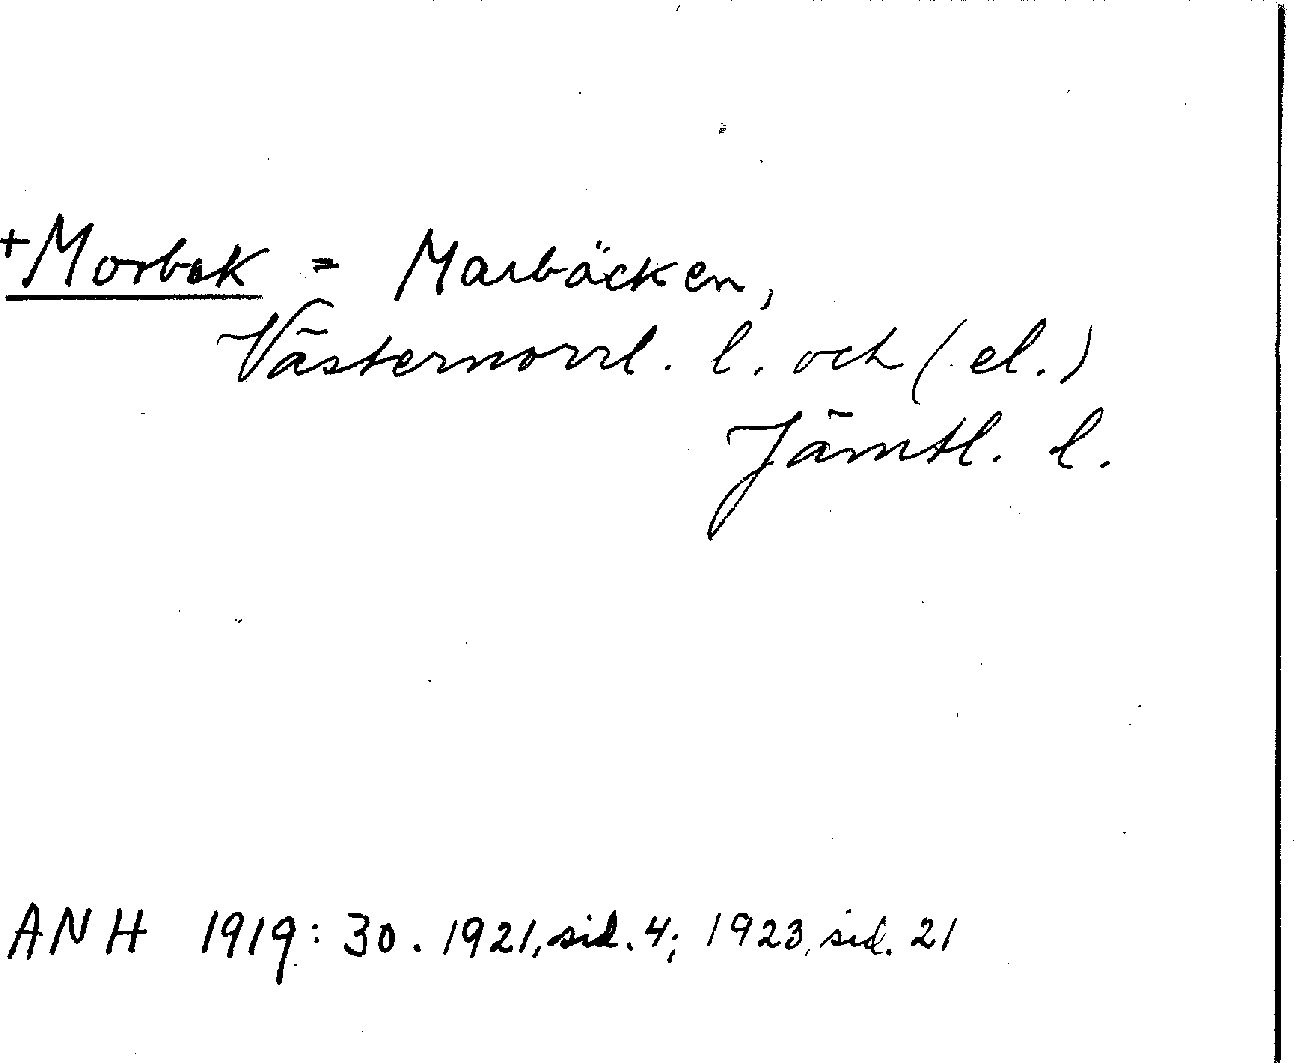 +Morbek = Marbäcken,
Västernorrl. l. och (el.)
Jämtl. l.
ANH 1919: 30. 1921, sid. 4; 1923, sid. 21